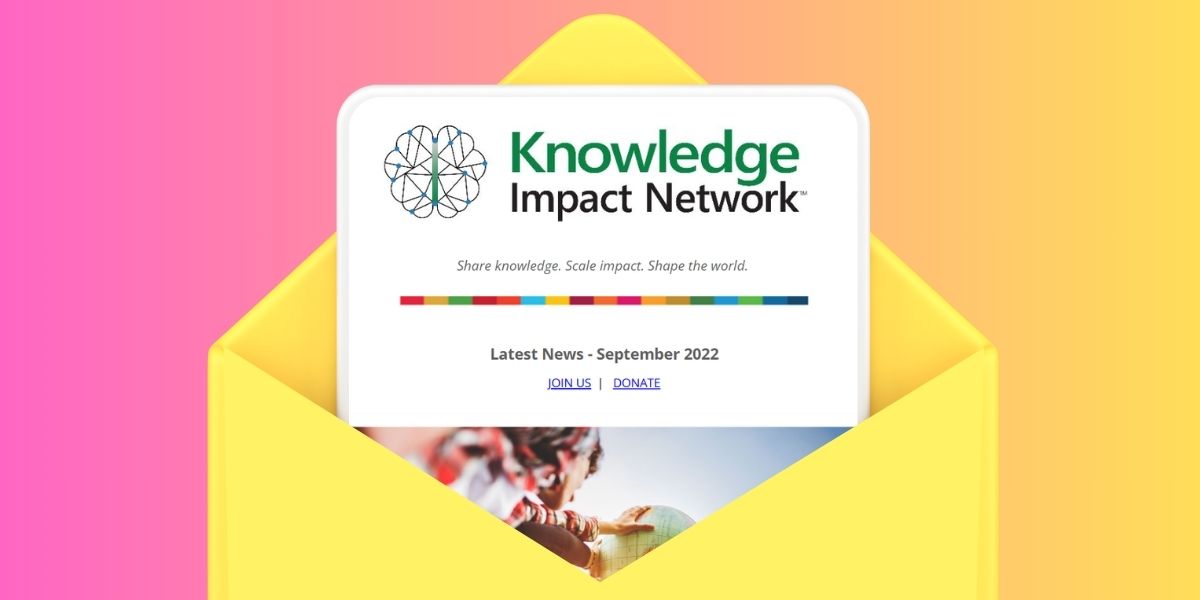 Knowledge
Impact Network™
Share knowledge. Scale impact. Shape the world.
Latest News - September 2022
JOIN US | DONATE